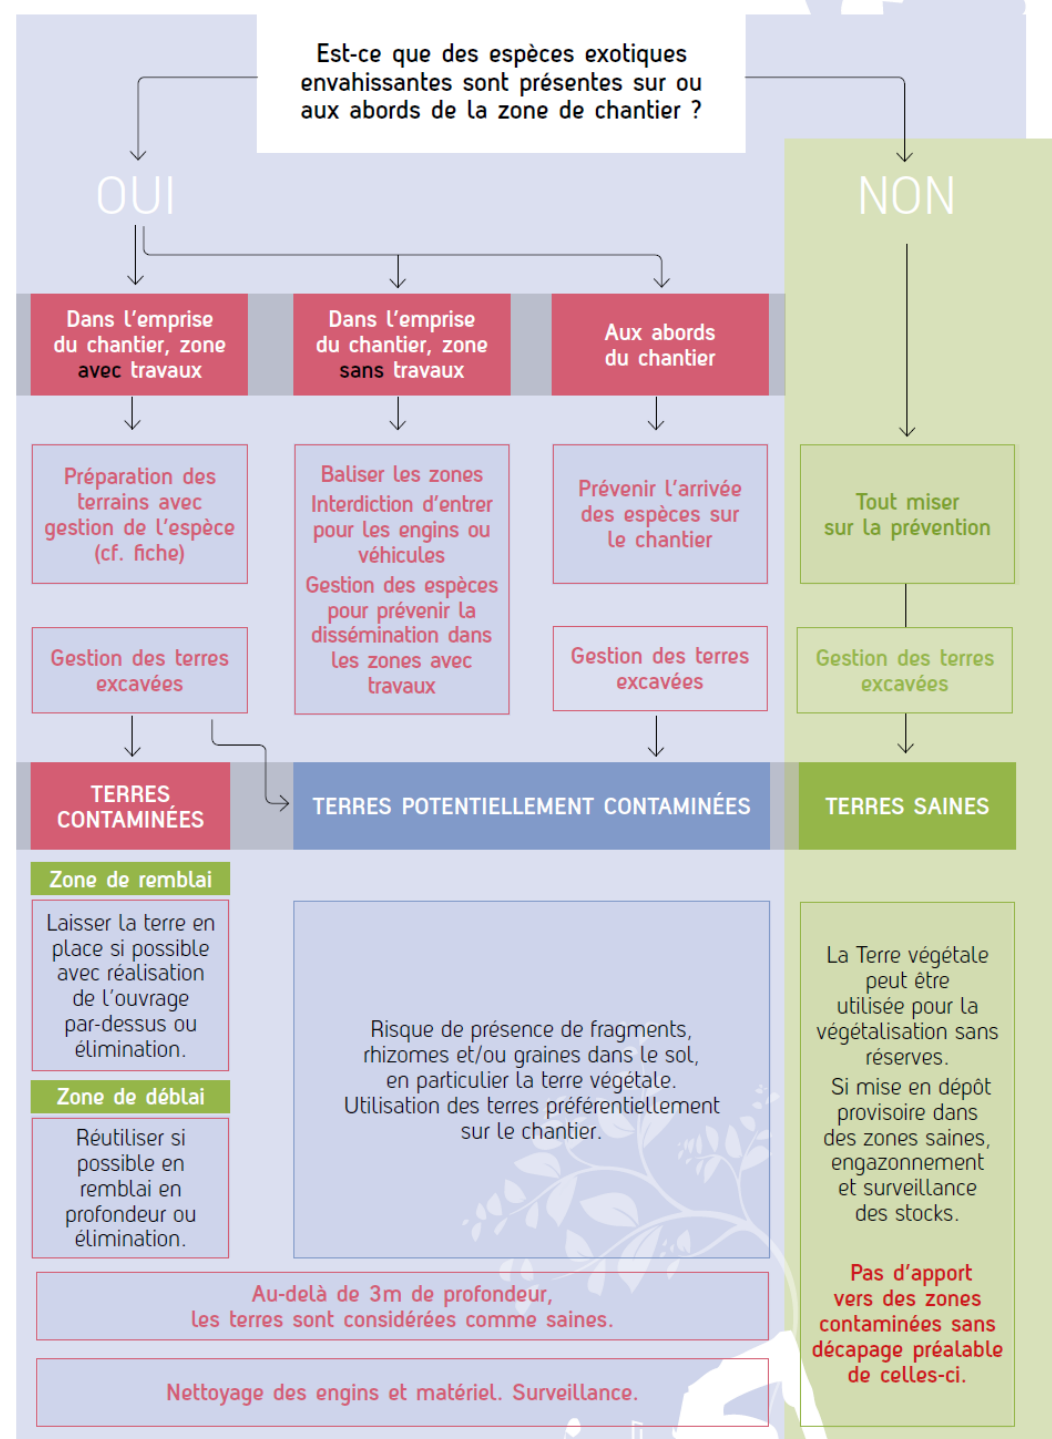 Est-ce que des espèces exotiques
envahissantes sont présentes sur ou
aux abords de la zone de chantier ?
OUI
NON
Dans l'emprise
du chantier, zone
avec travaux
Dans l'emprise
du chantier, zone
sans travaux
Aux abords
du chantier
Préparation des
terrains avec
gestion de l'espèce
(cf. fiche)
Baliser les zones
Interdiction d'entrer
pour les engins ou
véhicules
Gestion des espèces
pour prévenir la
dissémination dans
les zones avec
travaux
Prévenir l'arrivée
des espèces sur
le chantier
Tout miser
sur la prévention
Gestion des terres
excavées
Gestion des terres
excavées
Gestion des terres
excavées
TERRES
CONTAMINÉES
TERRES POTENTIELLEMENT CONTAMINÉES
TERRES SAINES
Zone de remblai
Laisser la terre en
place si possible
avec réalisation
de l'ouvrage
par-dessus ou
élimination.
Zone de déblai
Réutiliser si
possible en
remblai en
profondeur ou
élimination.
Risque de présence de fragments,
rhizomes et/ou graines dans le sol,
en particulier la terre végétale.
Utilisation des terres préférentiellement
sur le chantier.
La Terre végétale
peut être
utilisée pour la
végétalisation sans
réserves.
Si mise en dépôt
provisoire dans
des zones saines,
engazonnement
et surveillance
des stocks.
Pas d'apport
vers des zones
contaminées sans
décapage préalable
de celles-ci.
Au-delà de 3m de profondeur,
les terres sont considérées comme saines.
Nettoyage des engins et matériel. Surveillance.